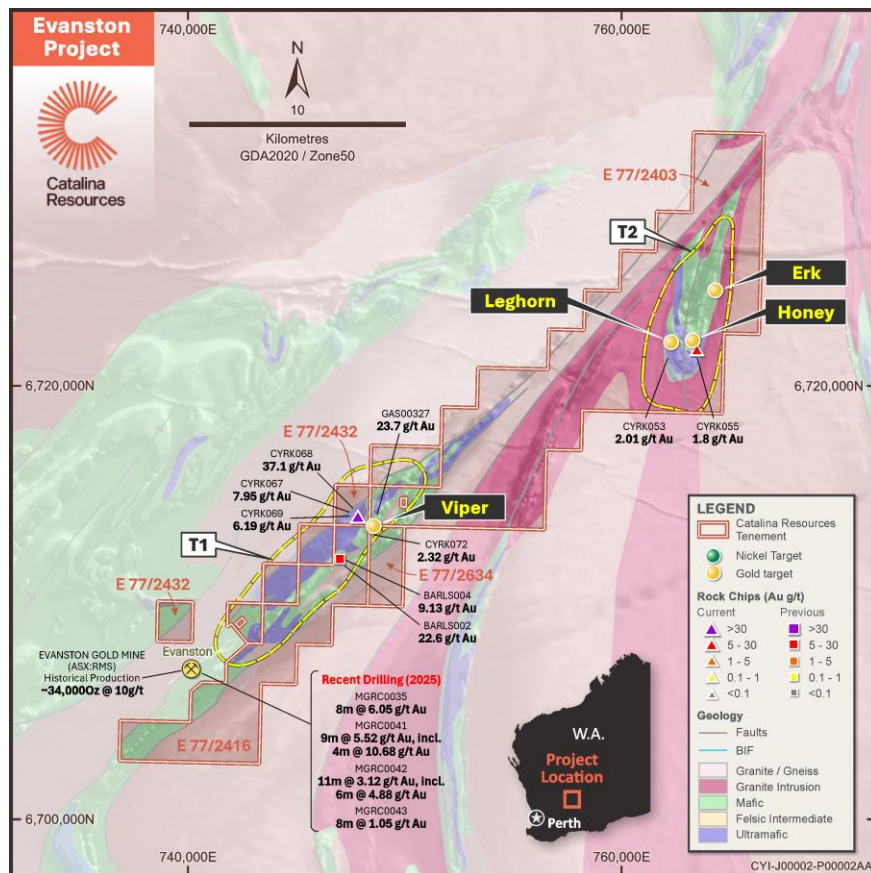 Evanston
Project
Catalina
Resources
740,000E
760,000E
N
10
Kilometres
GDA2020 / Zone50
E 77/2403
T2
Erk
Leghorn
Honey
6,720,000N
6,720,000N
CYRK053
2.01 g/t Au
CYRK055
1.8 g/t Au
GAS00327
23.7 g/t Au
E 77/2432
CYRK068
37.1 g/t Au
CYRK067
7.95 g/t Au
CYRK069
6.19 g/t Au
Viper
T1
CYRK072
2.32 g/t Au
E 77/2634
BARLS004
9.13 g/t Au
BARLS002
22.6 g/t Au
E 77/2432
Evanston
EVANSTON GOLD MINE
(ASX:RMS)
Historical Production
~34,000Oz @ 10g/t
E 77/2416
Recent Drilling (2025)
MGRC0035
8m @ 6.05 g/t Au
MGRC0041
9m @ 5.52 g/t Au, incl.
4m @ 10.68 g/t Au
MGRC0042
11m @ 3.12 g/t Au, incl.
6m @ 4.88 g/t Au
MGRC0043
8m @ 1.05 g/t Au
W.A.
Project
Location
Perth
LEGEND
Catalina Resources
Tenement
Nickel Target
Gold target
Rock Chips (Au g/t)
Current Previous
>30 >30
5 - 30 5 - 30
1 - 5 1 - 5
0.1 - 1 0.1 - 1
<0.1 <0.1
Geology
Faults
BIF
Granite / Gneiss
Granite Intrusion
Mafic
Felsic Intermediate
Ultramafic
6,700,000N
740,000E
760,000E
CYI-J00002-P00002AA